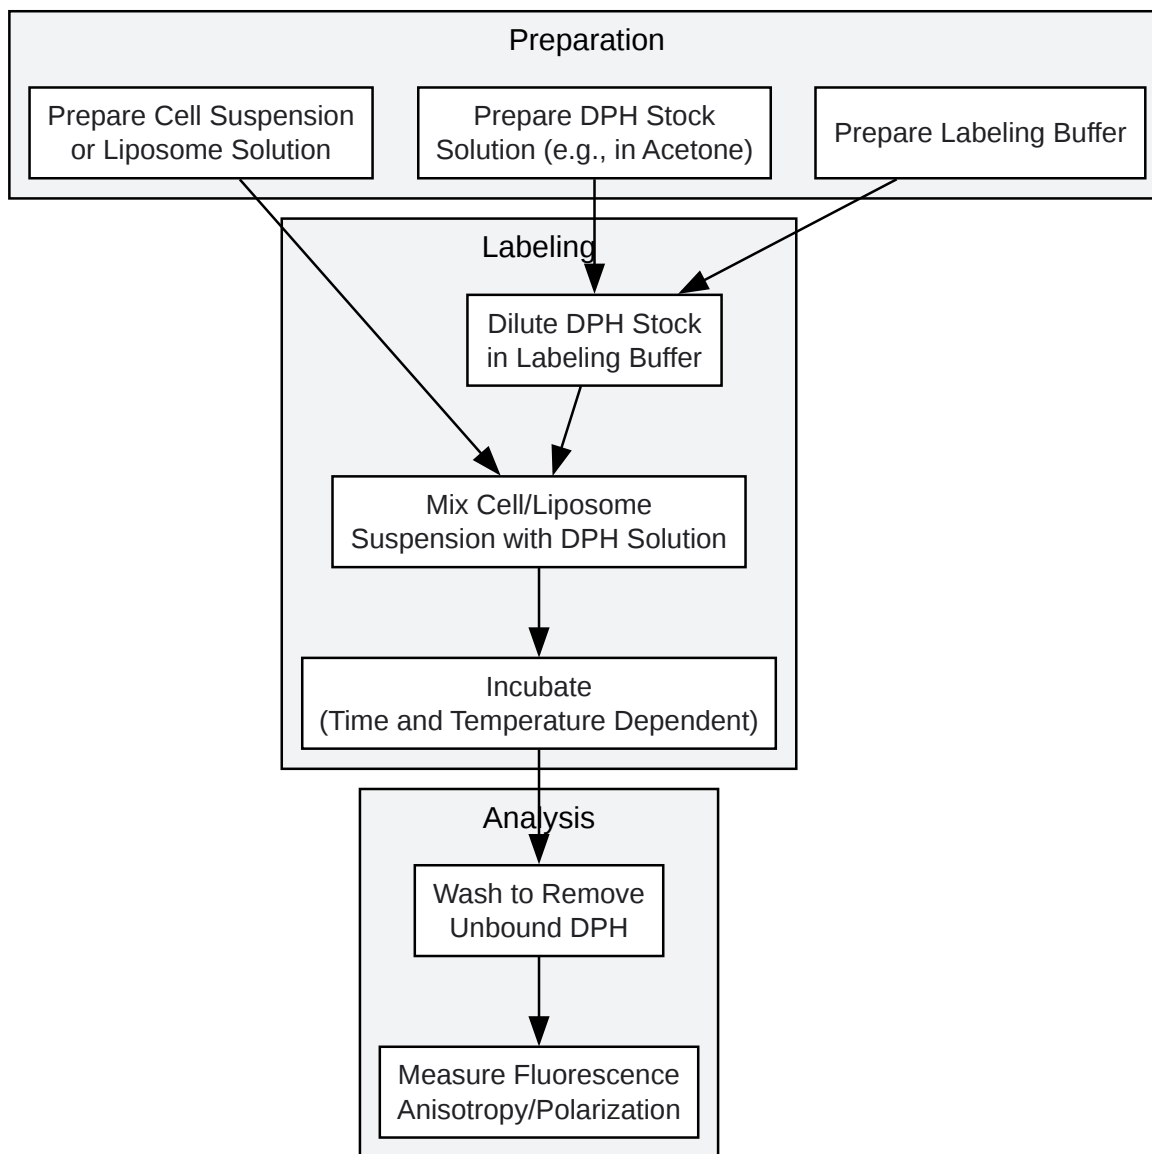 Preparation
Prepare Cell Suspension
or Liposome Solution
Prepare DPH Stock
Solution (e.g., in Acetone)
Prepare Labeling Buffer
Labeling
Dilute DPH Stock
in Labeling Buffer
Mix Cell/Liposome
Suspension with DPH Solution
Incubate
(Time and Temperature Dependent)
Analysis
Wash to Remove
Unbound DPH
Measure Fluorescence
Anisotropy/Polarization